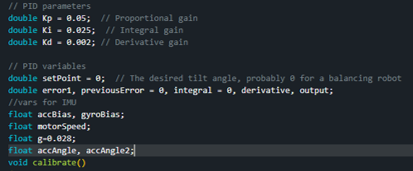 // PID parameters
double Kp = 0.05;  // Proportional gain
double Ki = 0.025;  // Integral gain
double Kd = 0.002; // Derivative gain
// PID variables
double setPoint = 0;  // The desired tilt angle, probably 0 for a balancing robot
double error1, previousError = 0, integral = 0, derivative, output;
//vars for IMU
float accBias, gyroBias;
float motorSpeed;
float g=0.028;
float accAngle, accAngle2;
void calibrate()